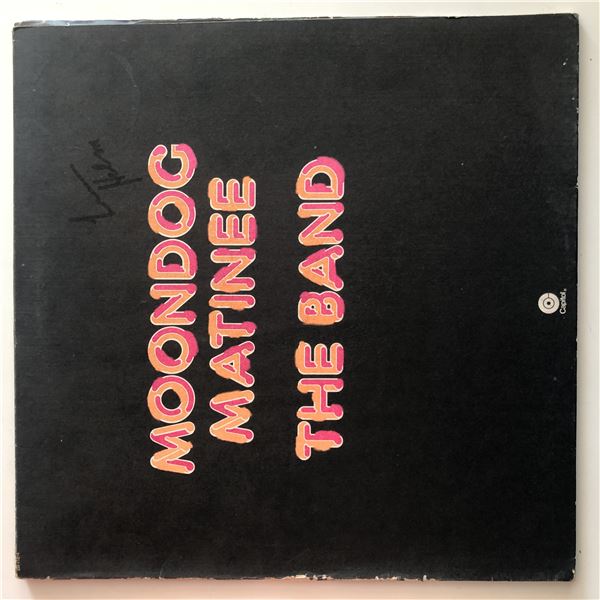 MOONDOG
MATINEE
THE BAND
Capitol®